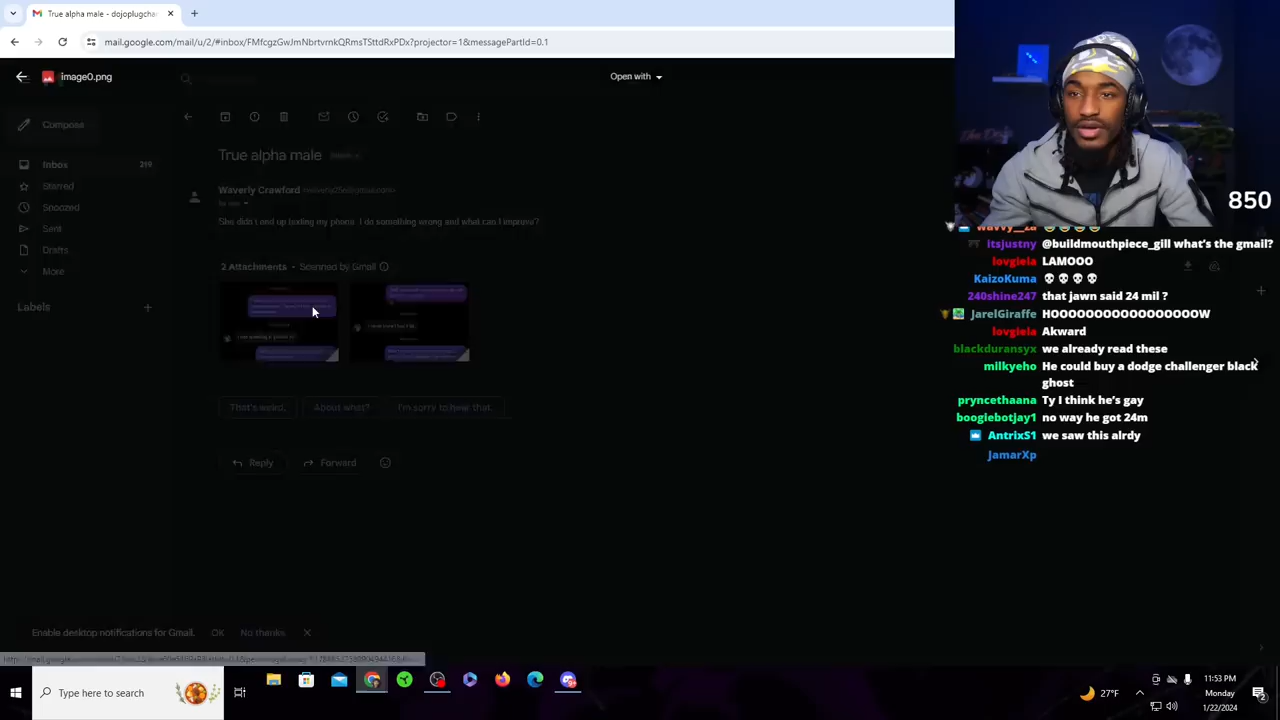 True alpha male - dojoplugcha
mail.google.com/mail/u/2/#inbox/FMfcgzGwJmNbrtvrnkQRmsTSttdRxPDx?projector=1&messagePartId=0.1
image0.png
Open with
Compose
Inbox 219
Starred
Snoozed
Sent
Drafts
More
Labels
True alpha male
Waverly Crawford
She didn't end up texting my phone. I do something wrong and what can I improve?
2 Attachments • Scanned by Gmail
That's weird.
About what?
I'm sorry to hear that.
Reply
Forward
Enable desktop notifications for Gmail. OK No thanks
850
itsjustny @buildmouthpiece_gill what's the gmail?
lovgiela LAMOOO
KaizoKuma
240shine247 that jawn said 24 mil ?
JarelGiraffe HOOOOOOOOOOOOOOOOOW
lovgiela Akward
blackduransyx we already read these
milkyeho He could buy a dodge challenger black
ghost
pryncethaana Ty I think he's gay
boogiebotjay1 no way he got 24m
AntrixS1 we saw this alrdy
JamarXp
Type here to search
27°F
11:53 PM
Monday
1/22/2024
2